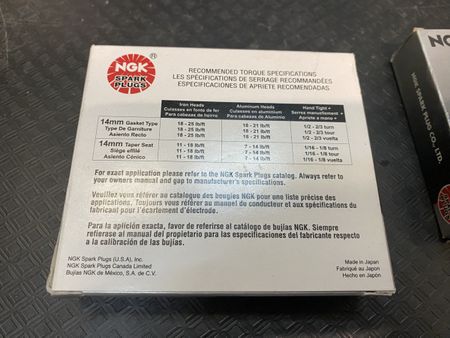 NGK
SPARK
PLUGS
®
RECOMMENDED TORQUE SPECIFICATIONS
LES SPÉCIFICATIONS DE SERRAGE RECOMMANDÉES
ESPECIFICACIONES DE APRIETE RECOMENDADAS
Iron Heads Aluminum Heads Hand Tight +
Culasses en fonte de fer Culasses en aluminium Serrez manuellement +
Para cabezas de hierro Para cabezas de Aluminio Apriete a mano +
14mm Gasket Type 18 - 25 lb/ft 18 - 21 lb/ft 1/2 - 2/3 turn
Type De Garniture 18 - 25 lb/ft 18 - 21 lb/ft 1/2 - 2/3 tour
Asiento Recto 18 - 25 lb/ft 18 - 21 lb/ft 1/2 - 2/3 vuelta
14mm Taper Seat 11 - 18 lb/ft 7 - 14 lb/ft 1/16 - 1/8 turn
Siège effilé 11 - 18 lb/ft 7 - 14 lb/ft 1/16 - 1/8 tour
Asiento Cónico 11 - 18 lb/ft 7 - 14 lb/ft 1/16 - 1/8 vuelta
For exact application please refer to the NGK Spark Plugs catalog. Always refer to
your owners manual and gap to manufacturer's specifications.
Veuillez vous référer au catalogue des bougies NGK pour une liste précise des
applications. Toujours vous référer au manuel du conducteur et aux spécifications du
fabricant pour l'écartement d'électrode.
Para la aplición exacta, favor de referirse al catálogo de bujías NGK. Siempre
refierase al manual del propietario para las especificaciones del fabricante respecto
a la calibración de las bujías.
NGK Spark Plugs (U.S.A), Inc.
NGK Spark Plugs Canada Limited
Bujías NGK de México, S.A. de C.V.
Made in Japan
Fabriqué au Japon
Hecho en Japón
NGK SPARK PLUG CO., LTD.